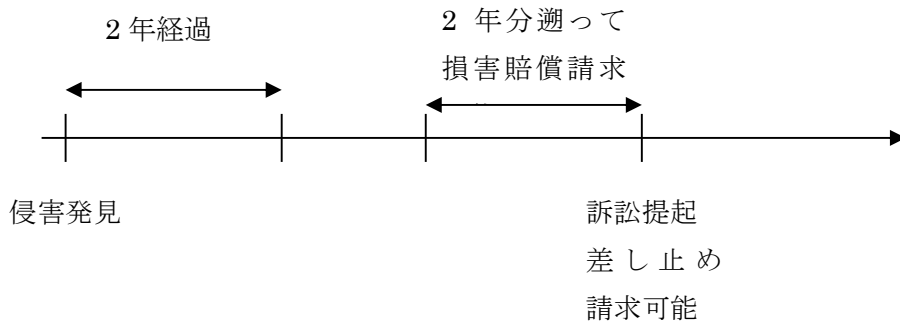 2 年経過
2 年分遡って
損害賠償請求
侵害発見
訴訟提起
差し止め
請求可能